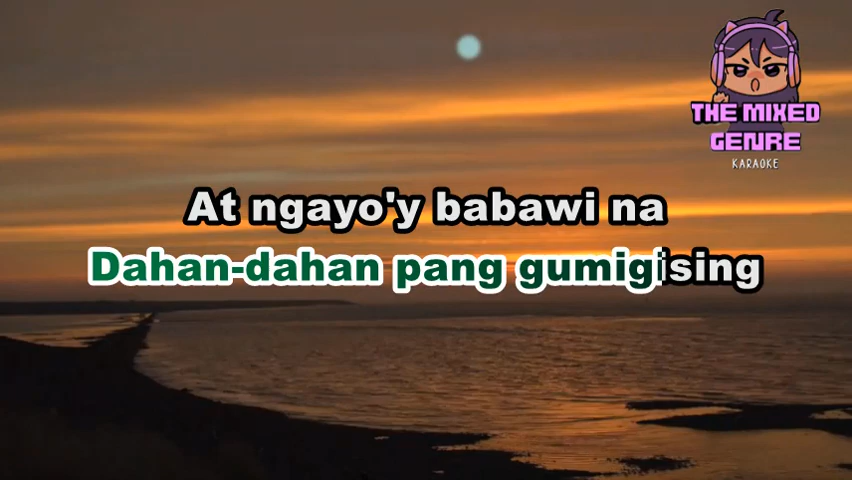 THE MIXED
GENRE
KARAOKE
At ngayo'y babawi na
Dahan-dahan pang gumigising